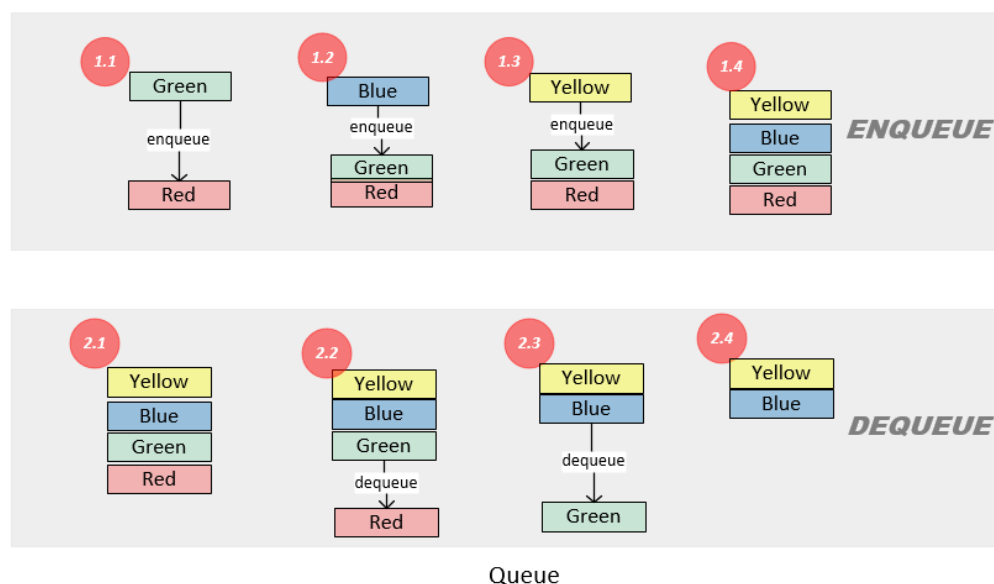 1.1
Green
enqueue
Red
1.2
Blue
enqueue
Green
Red
1.3
Yellow
enqueue
Green
Red
1.4
Yellow
Blue
Green
Red
ENQUEUE
2.1
Yellow
Blue
Green
Red
2.2
Yellow
Blue
Green
dequeue
Red
2.3
Yellow
Blue
dequeue
Green
2.4
Yellow
Blue
DEQUEUE
Queue